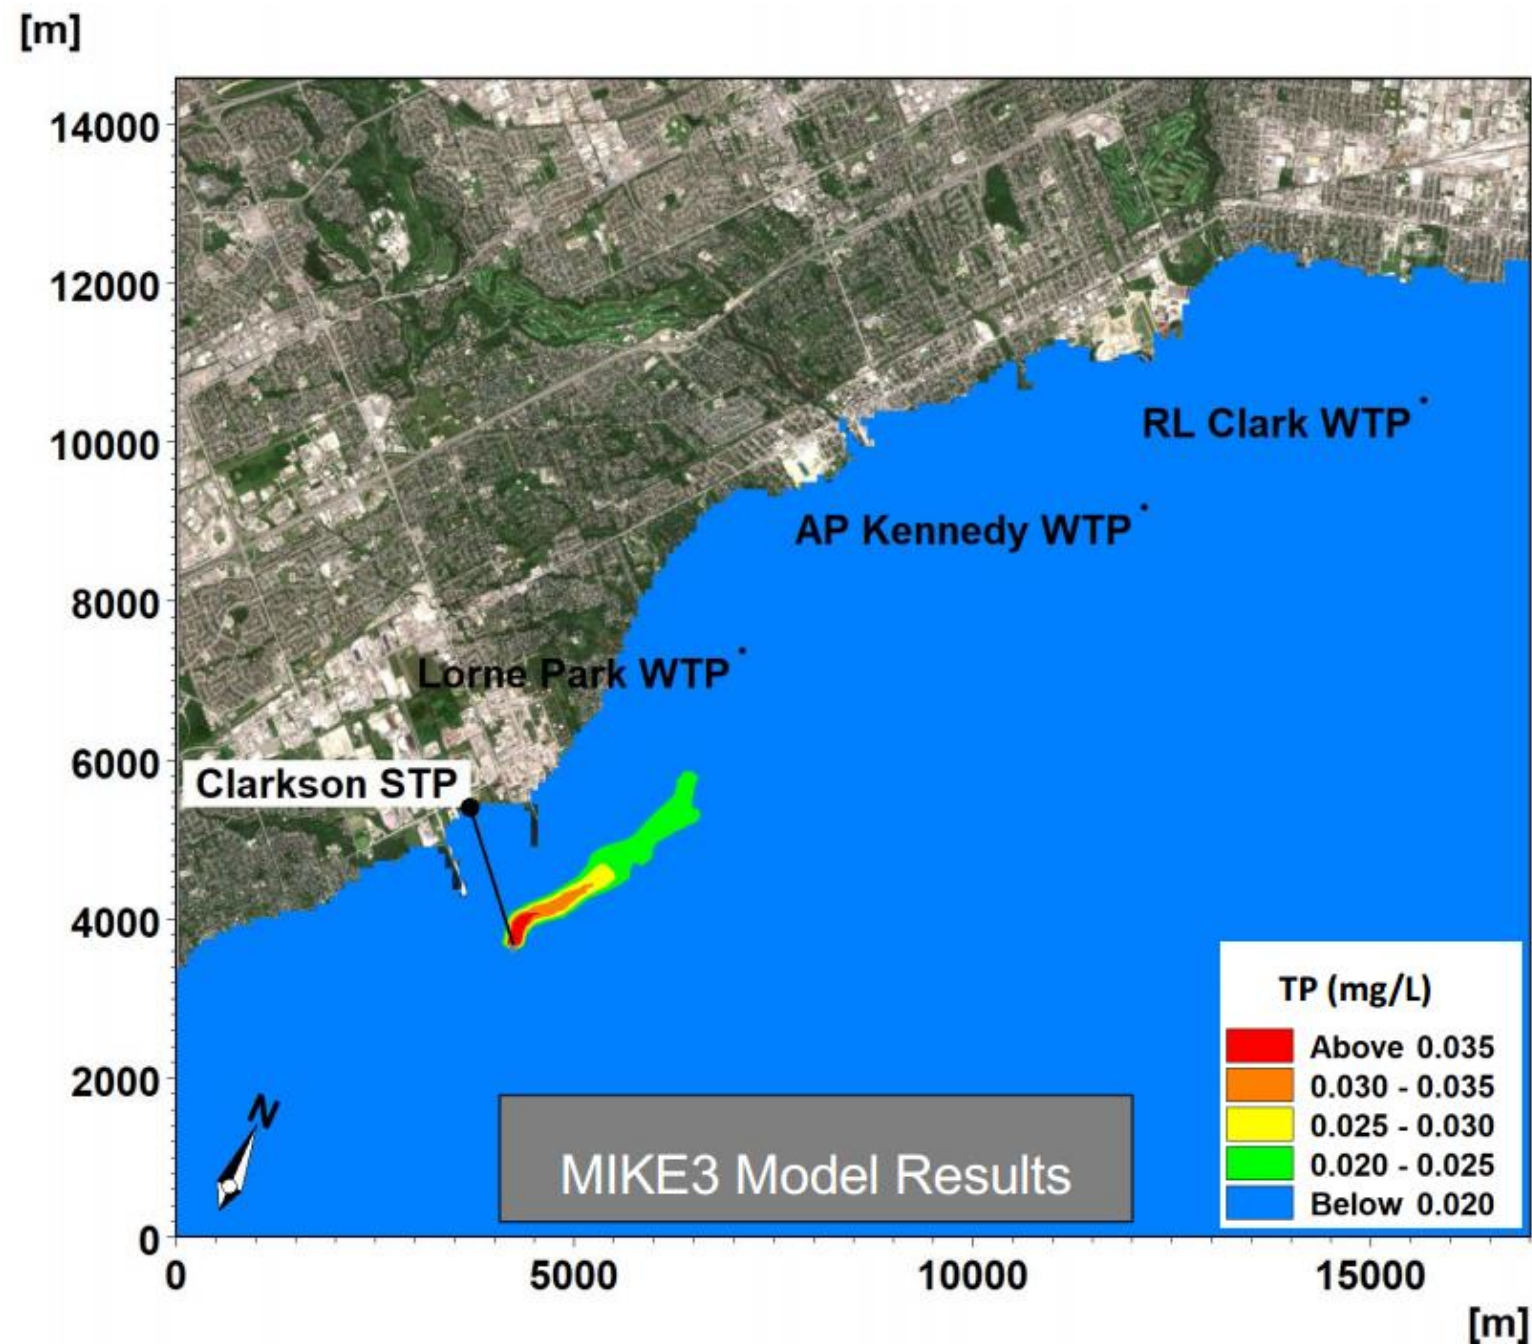 [m]
14000
12000
10000
8000
6000
4000
2000
0
0
5000
10000
15000
[m]
RL Clark WTP
AP Kennedy WTP
Lorne Park WTP
Clarkson STP
N
MIKE3 Model Results
TP (mg/L)
Above 0.035
0.030 - 0.035
0.025 - 0.030
0.020 - 0.025
Below 0.020